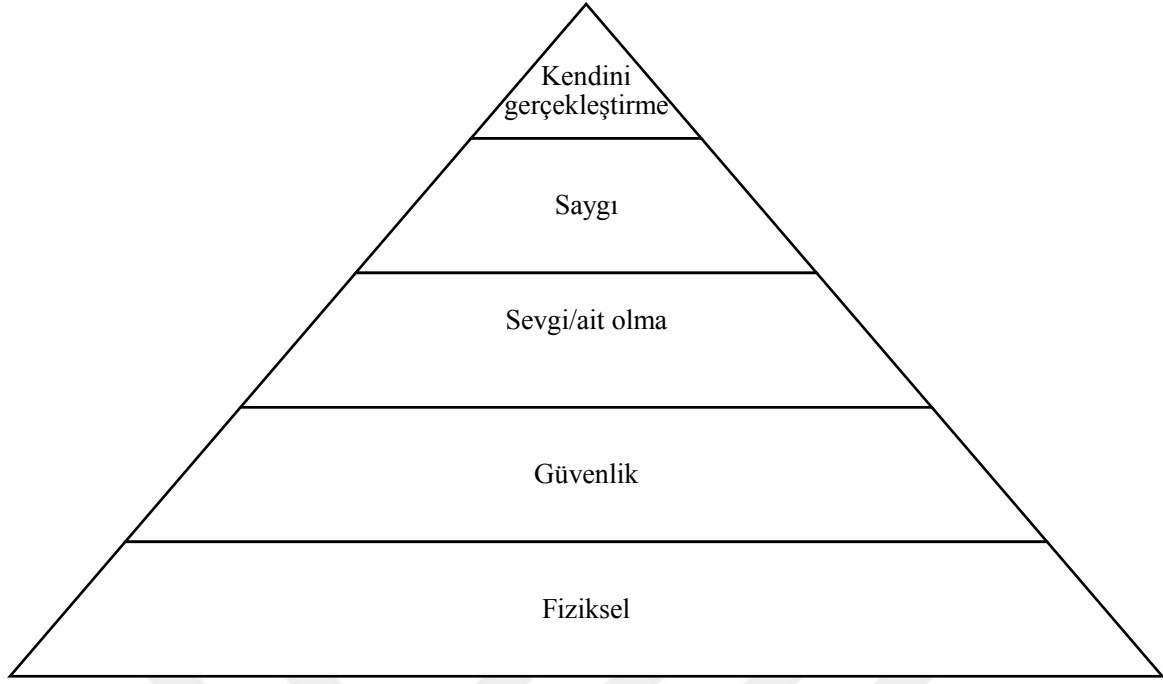 Kendini
gerçekleştirme
Saygı
Sevgi/ait olma
Güvenlik
Fiziksel